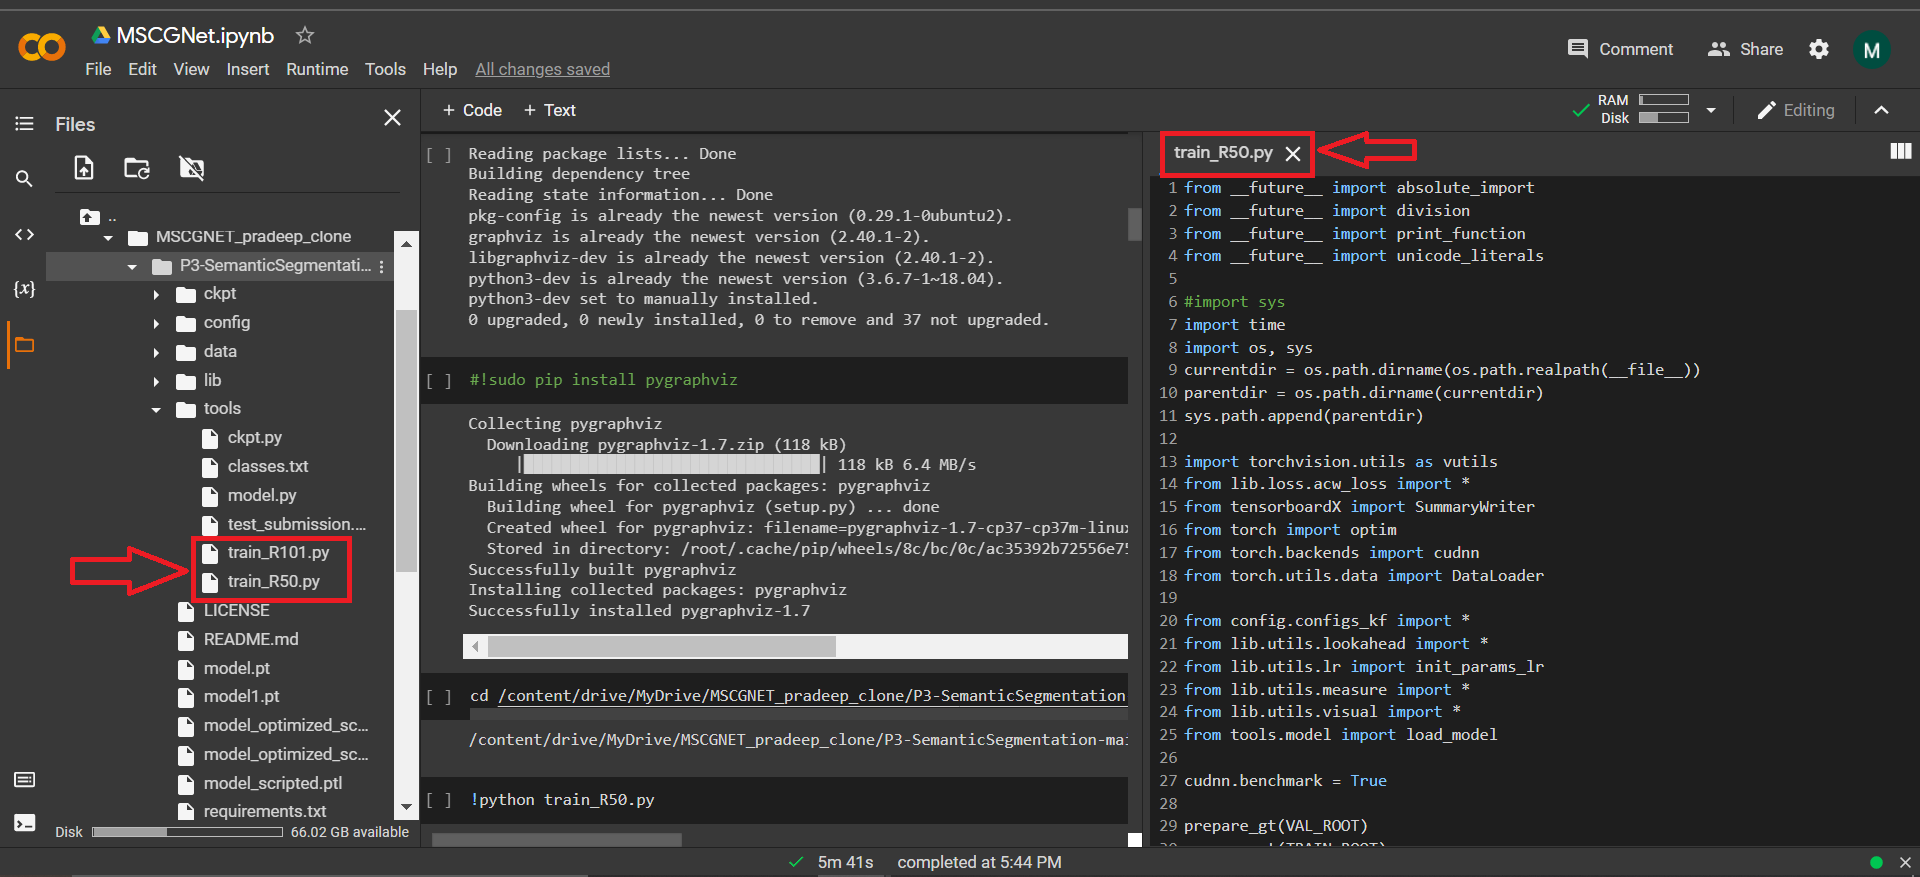 MSCGNet.ipynb
File Edit View Insert Runtime Tools Help All changes saved
Comment Share M
Files
+ Code + Text
RAM
Disk
Editing
..
MSCGNET_pradeep_clone
P3-SemanticSegmentati...
ckpt
config
data
lib
tools
ckpt.py
classes.txt
model.py
test_submission....
train_R101.py
train_R50.py
LICENSE
README.md
model.pt
model1.pt
model_optimized_sc...
model_optimized_sc...
model_scripted.ptl
requirements.txt
Disk 66.02 GB available
[ ] Reading package lists... Done
Building dependency tree
Reading state information... Done
pkg-config is already the newest version (0.29.1-0ubuntu2).
graphviz is already the newest version (2.40.1-2).
libgraphviz-dev is already the newest version (2.40.1-2).
python3-dev is already the newest version (3.6.7-1~18.04).
python3-dev set to manually installed.
0 upgraded, 0 newly installed, 0 to remove and 37 not upgraded.
[ ] #!sudo pip install pygraphviz
Collecting pygraphviz
Downloading pygraphviz-1.7.zip (118 kB)
|████████████████████████████████| 118 kB 6.4 MB/s
Building wheels for collected packages: pygraphviz
Building wheel for pygraphviz (setup.py) ... done
Created wheel for pygraphviz: filename=pygraphviz-1.7-cp37-cp37m-linux
Stored in directory: /root/.cache/pip/wheels/8c/bc/0c/ac35392b72556e75
Successfully built pygraphviz
Installing collected packages: pygraphviz
Successfully installed pygraphviz-1.7
[ ] cd /content/drive/MyDrive/MSCGNET_pradeep_clone/P3-SemanticSegmentation
/content/drive/MyDrive/MSCGNET_pradeep_clone/P3-SemanticSegmentation-mai
[ ] !python train_R50.py
train_R50.py
1 from __future__ import absolute_import
2 from __future__ import division
3 from __future__ import print_function
4 from __future__ import unicode_literals
5
6 #import sys
7 import time
8 import os, sys
9 currentdir = os.path.dirname(os.path.realpath(__file__))
10 parentdir = os.path.dirname(currentdir)
11 sys.path.append(parentdir)
12
13 import torchvision.utils as vutils
14 from lib.loss.acw_loss import *
15 from tensorboardX import SummaryWriter
16 from torch import optim
17 from torch.backends import cudnn
18 from torch.utils.data import DataLoader
19
20 from config.configs_kf import *
21 from lib.utils.lookahead import *
22 from lib.utils.lr import init_params_lr
23 from lib.utils.measure import *
24 from lib.utils.visual import *
25 from tools.model import load_model
26
27 cudnn.benchmark = True
28
29 prepare_gt(VAL_ROOT)
5m 41s completed at 5:44 PM